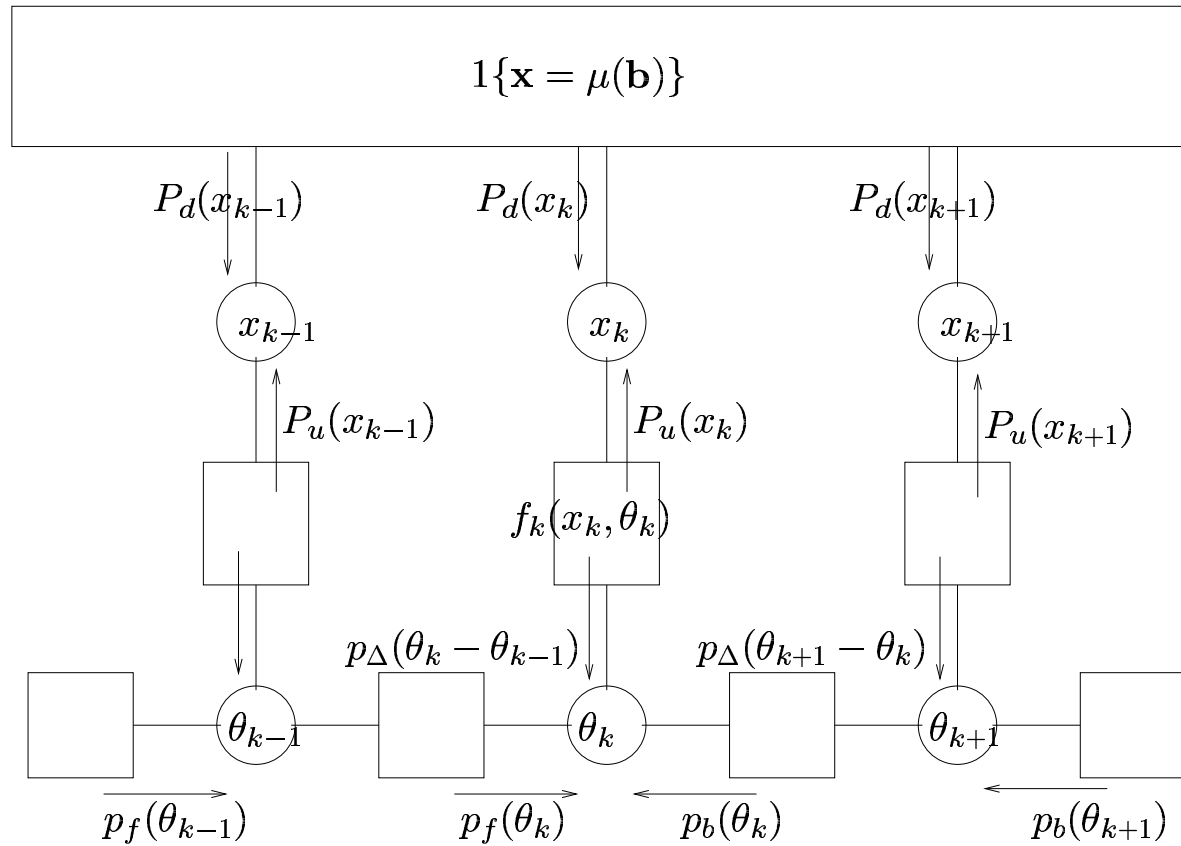 1{𝐱 = μ(𝐛)}
P_d(x_{k−1}) P_d(x_k) P_d(x_{k+1})
x_{k−1} x_k x_{k+1}
P_u(x_{k−1}) P_u(x_k) P_u(x_{k+1})
f_k(x_k, θ_k)
p_Δ(θ_k − θ_{k−1}) p_Δ(θ_{k+1} − θ_k)
θ_{k−1} θ_k θ_{k+1}
p_f(θ_{k−1}) p_f(θ_k) p_b(θ_k) p_b(θ_{k+1})